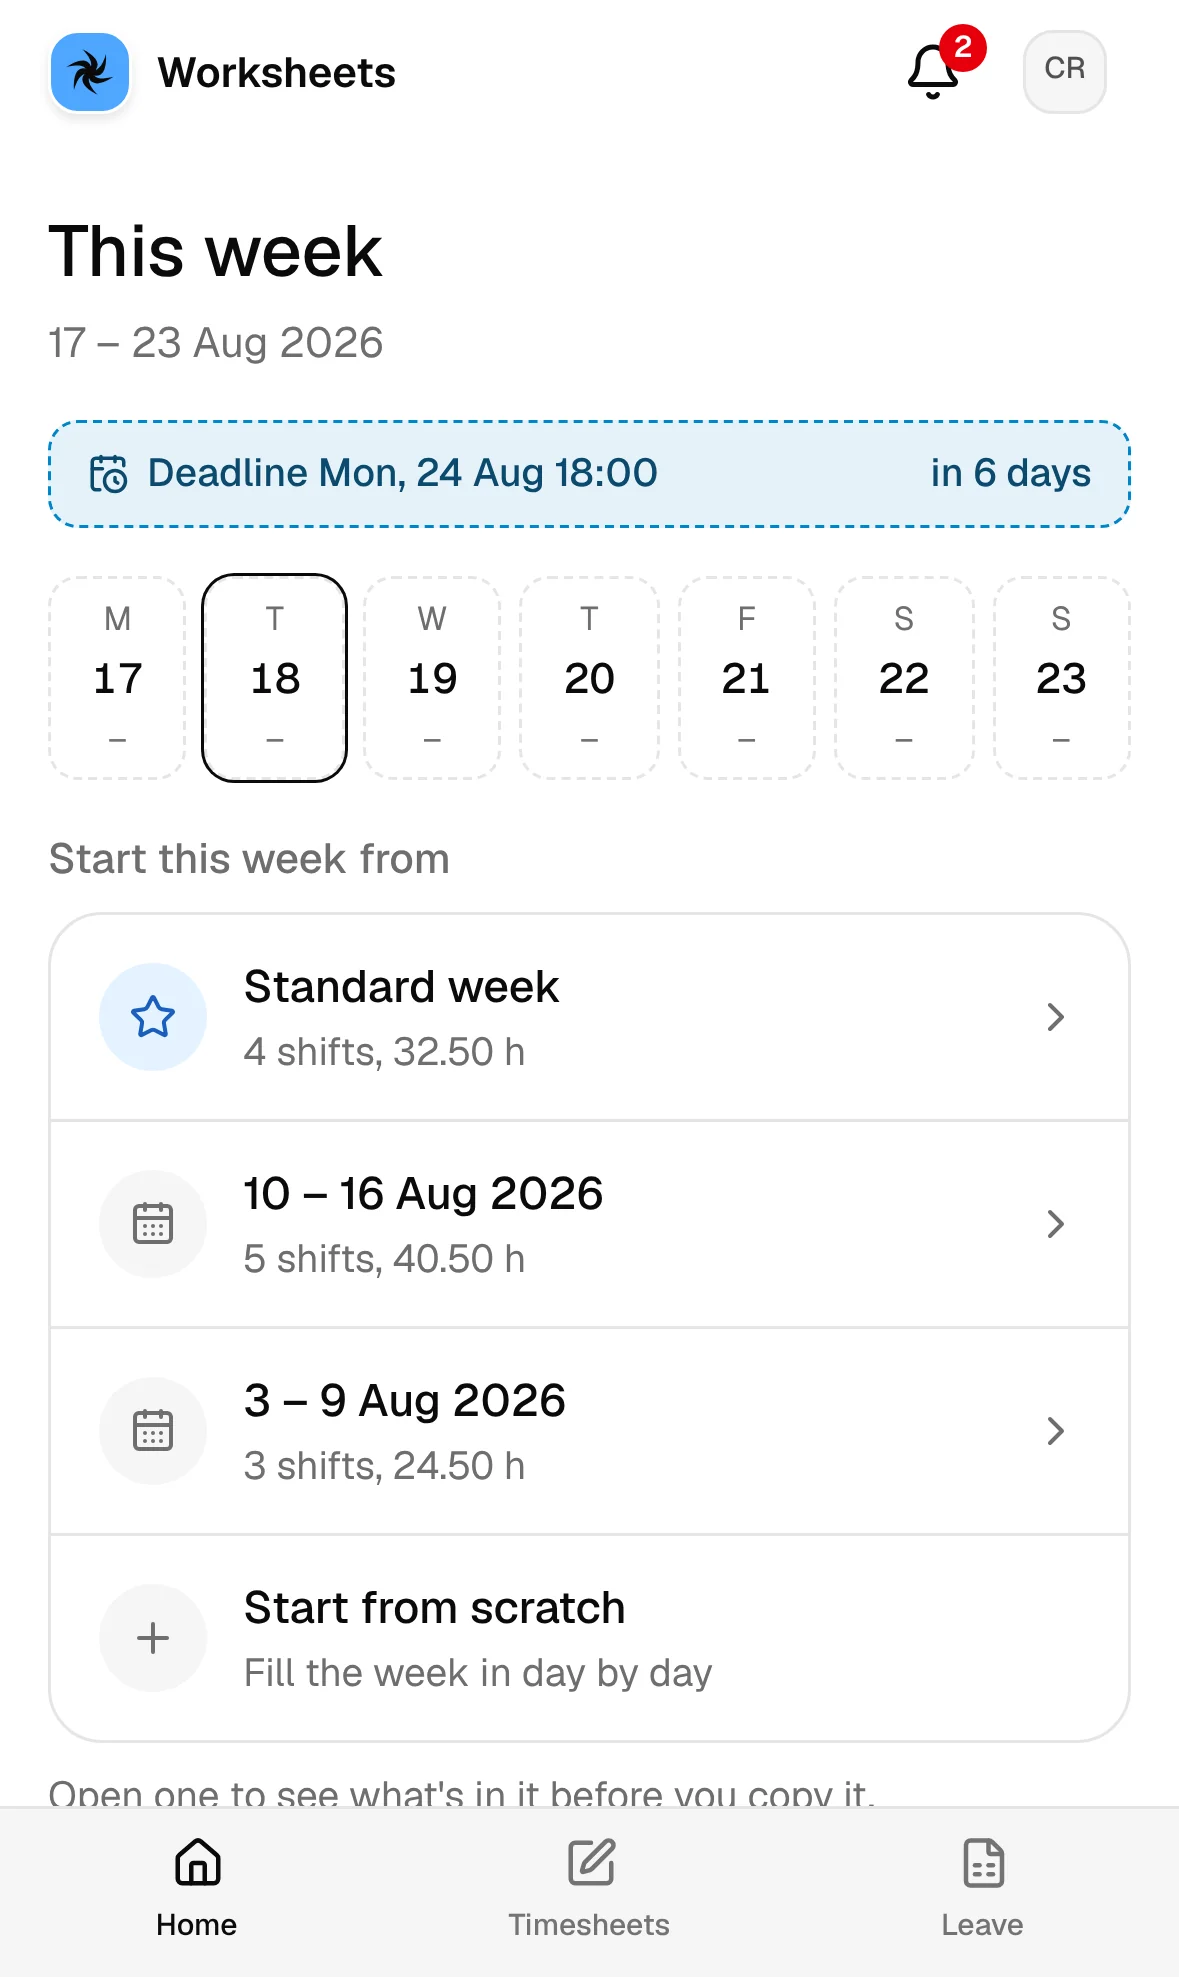 Worksheets
2
CR
This week
17 – 23 Aug 2026
Deadline Mon, 24 Aug 18:00
in 6 days
M T W T F S S
17 18 19 20 21 22 23
– – – – – – –
Start this week from
Standard week
4 shifts, 32.50 h
10 – 16 Aug 2026
5 shifts, 40.50 h
3 – 9 Aug 2026
3 shifts, 24.50 h
Start from scratch
Fill the week in day by day
Open one to see what's in it before you copy it.
Home
Timesheets
Leave